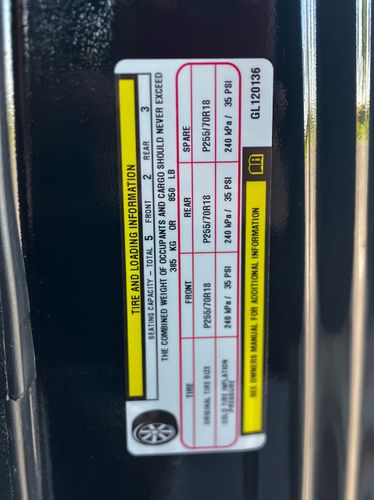 TIRE AND LOADING INFORMATION
SEATING CAPACITY – TOTAL 5 FRONT 2 REAR 3
THE COMBINED WEIGHT OF OCCUPANTS AND CARGO SHOULD NEVER EXCEED
385 KG OR 850 LB
TIRE FRONT REAR SPARE
ORIGINAL TIRE SIZE P255/70R18 P255/70R18 P255/70R18
COLD TIRE INFLATION PRESSURE 240 kPa / 35 PSI 240 kPa / 35 PSI 240 kPa / 35 PSI
SEE OWNERS MANUAL FOR ADDITIONAL INFORMATION
GL120136